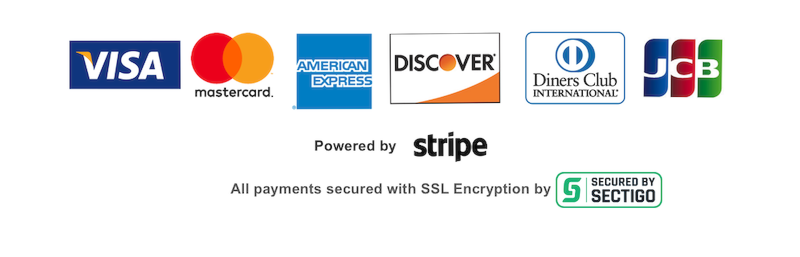 VISA
mastercard.
AMERICAN
EXPRESS
DISCOVER
Diners Club
INTERNATIONAL®
JCB
Powered by stripe
All payments secured with SSL Encryption by
SECURED BY
SECTIGO